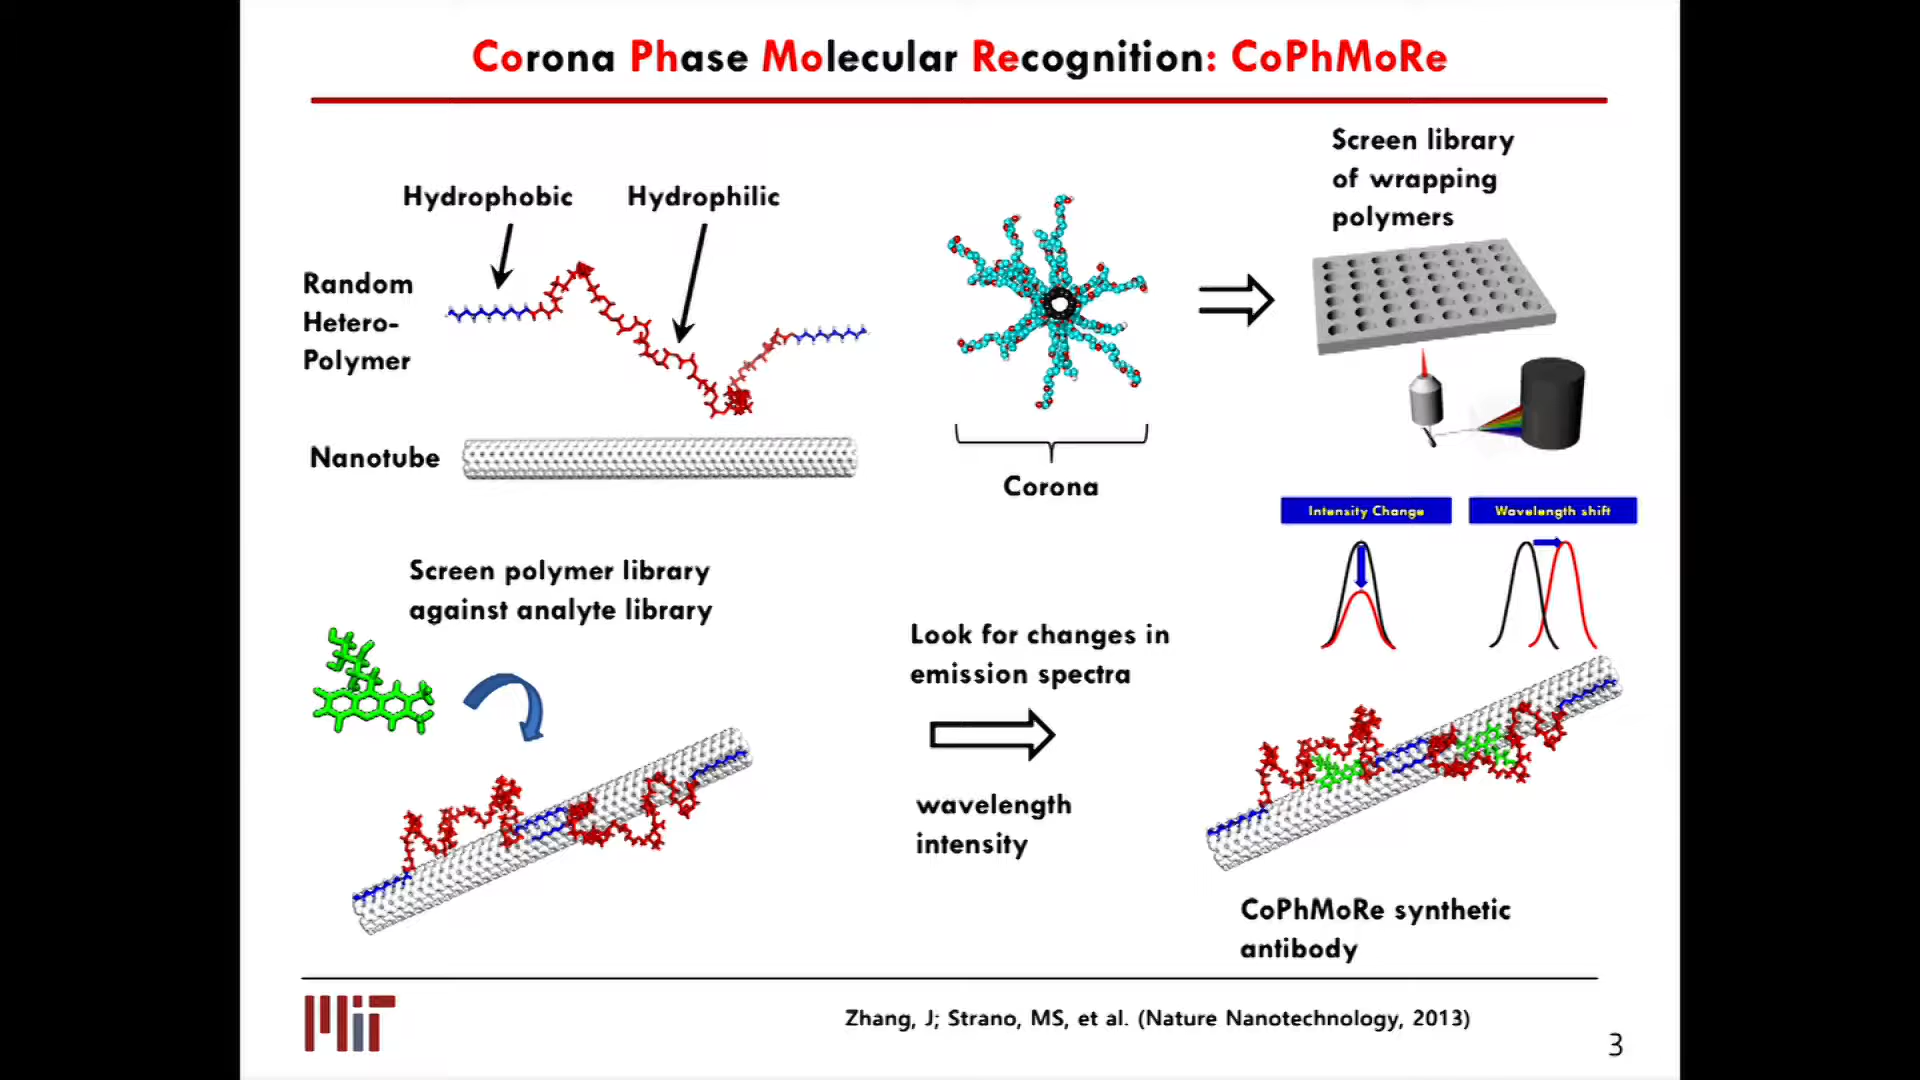 Corona Phase Molecular Recognition: CoPhMoRe
Hydrophobic
Hydrophilic
Random
Hetero-
Polymer
Nanotube
Corona
Screen library
of wrapping
polymers
Intensity Change
Wavelength shift
Screen polymer library
against analyte library
Look for changes in
emission spectra
wavelength
intensity
CoPhMoRe synthetic
antibody
MIT
Zhang, J; Strano, MS, et al. (Nature Nanotechnology, 2013)
3